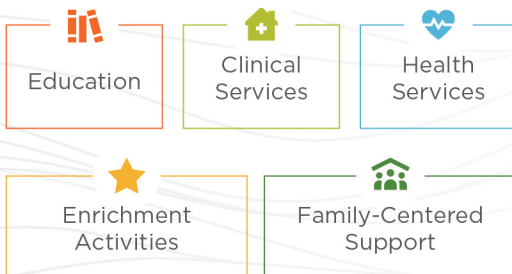 Education
Clinical
Services
Health
Services
Enrichment
Activities
Family-Centered
Support